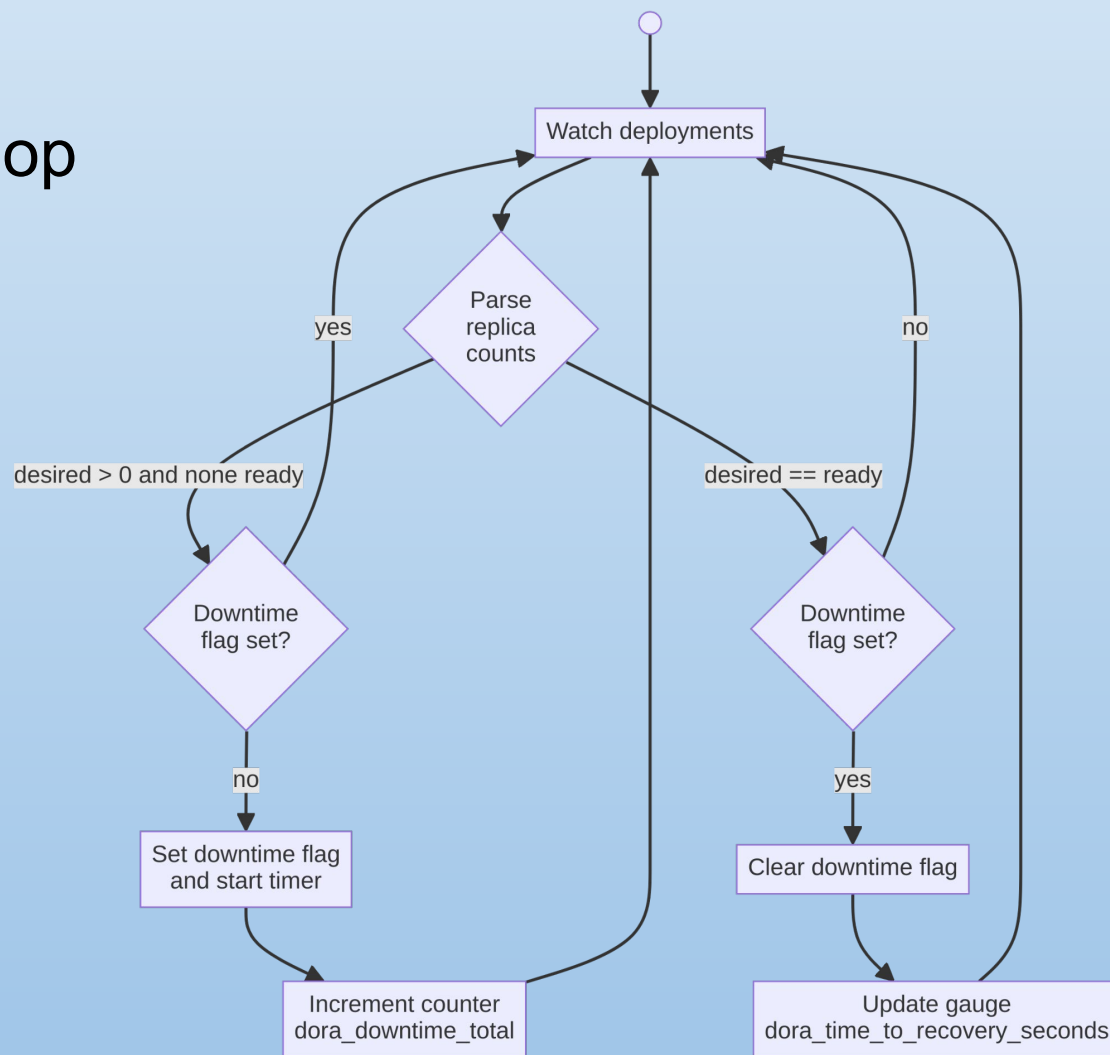 op
Watch deployments
Parse
replica
counts
yes
no
desired > 0 and none ready
desired == ready
Downtime
flag set?
Downtime
flag set?
no
yes
Set downtime flag
and start timer
Clear downtime flag
Increment counter
dora_downtime_total
Update gauge
dora_time_to_recovery_seconds